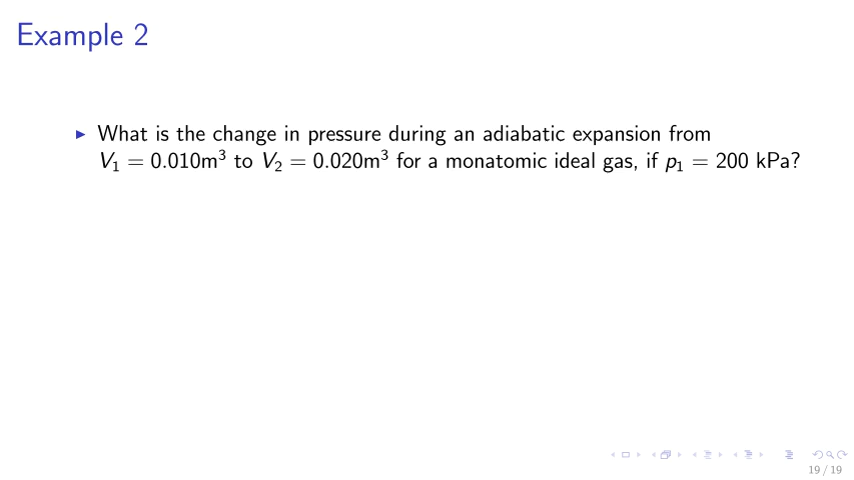 Example 2
▶ What is the change in pressure during an adiabatic expansion from
V₁ = 0.010m³ to V₂ = 0.020m³ for a monatomic ideal gas, if p₁ = 200 kPa?
19 / 19